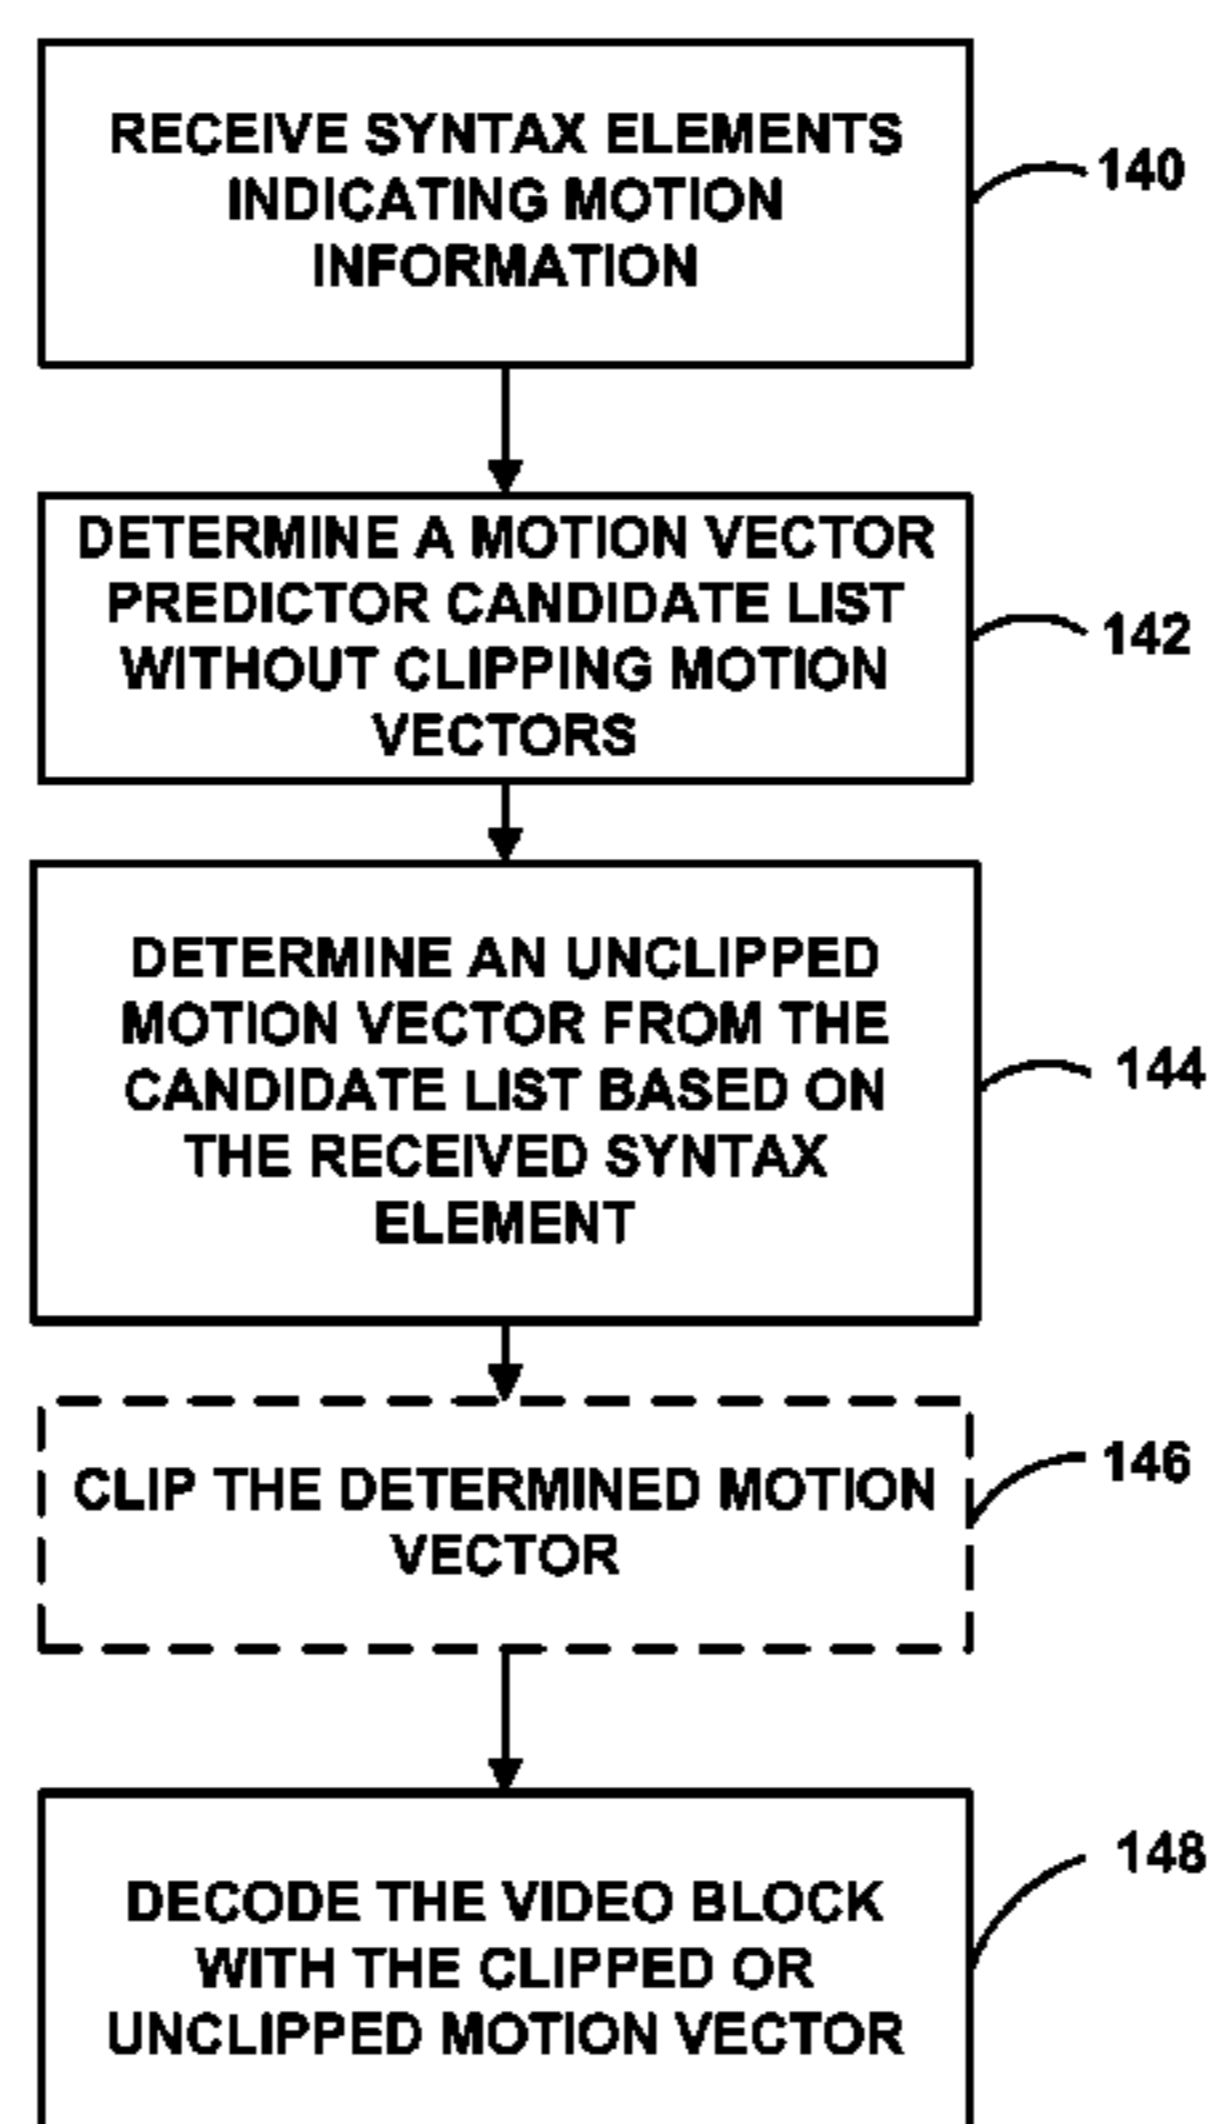 RECEIVE SYNTAX ELEMENTS
INDICATING MOTION
INFORMATION
140
DETERMINE A MOTION VECTOR
PREDICTOR CANDIDATE LIST
WITHOUT CLIPPING MOTION
VECTORS
142
DETERMINE AN UNCLIPPED
MOTION VECTOR FROM THE
CANDIDATE LIST BASED ON
THE RECEIVED SYNTAX
ELEMENT
144
CLIP THE DETERMINED MOTION
VECTOR
146
DECODE THE VIDEO BLOCK
WITH THE CLIPPED OR
UNCLIPPED MOTION VECTOR
148